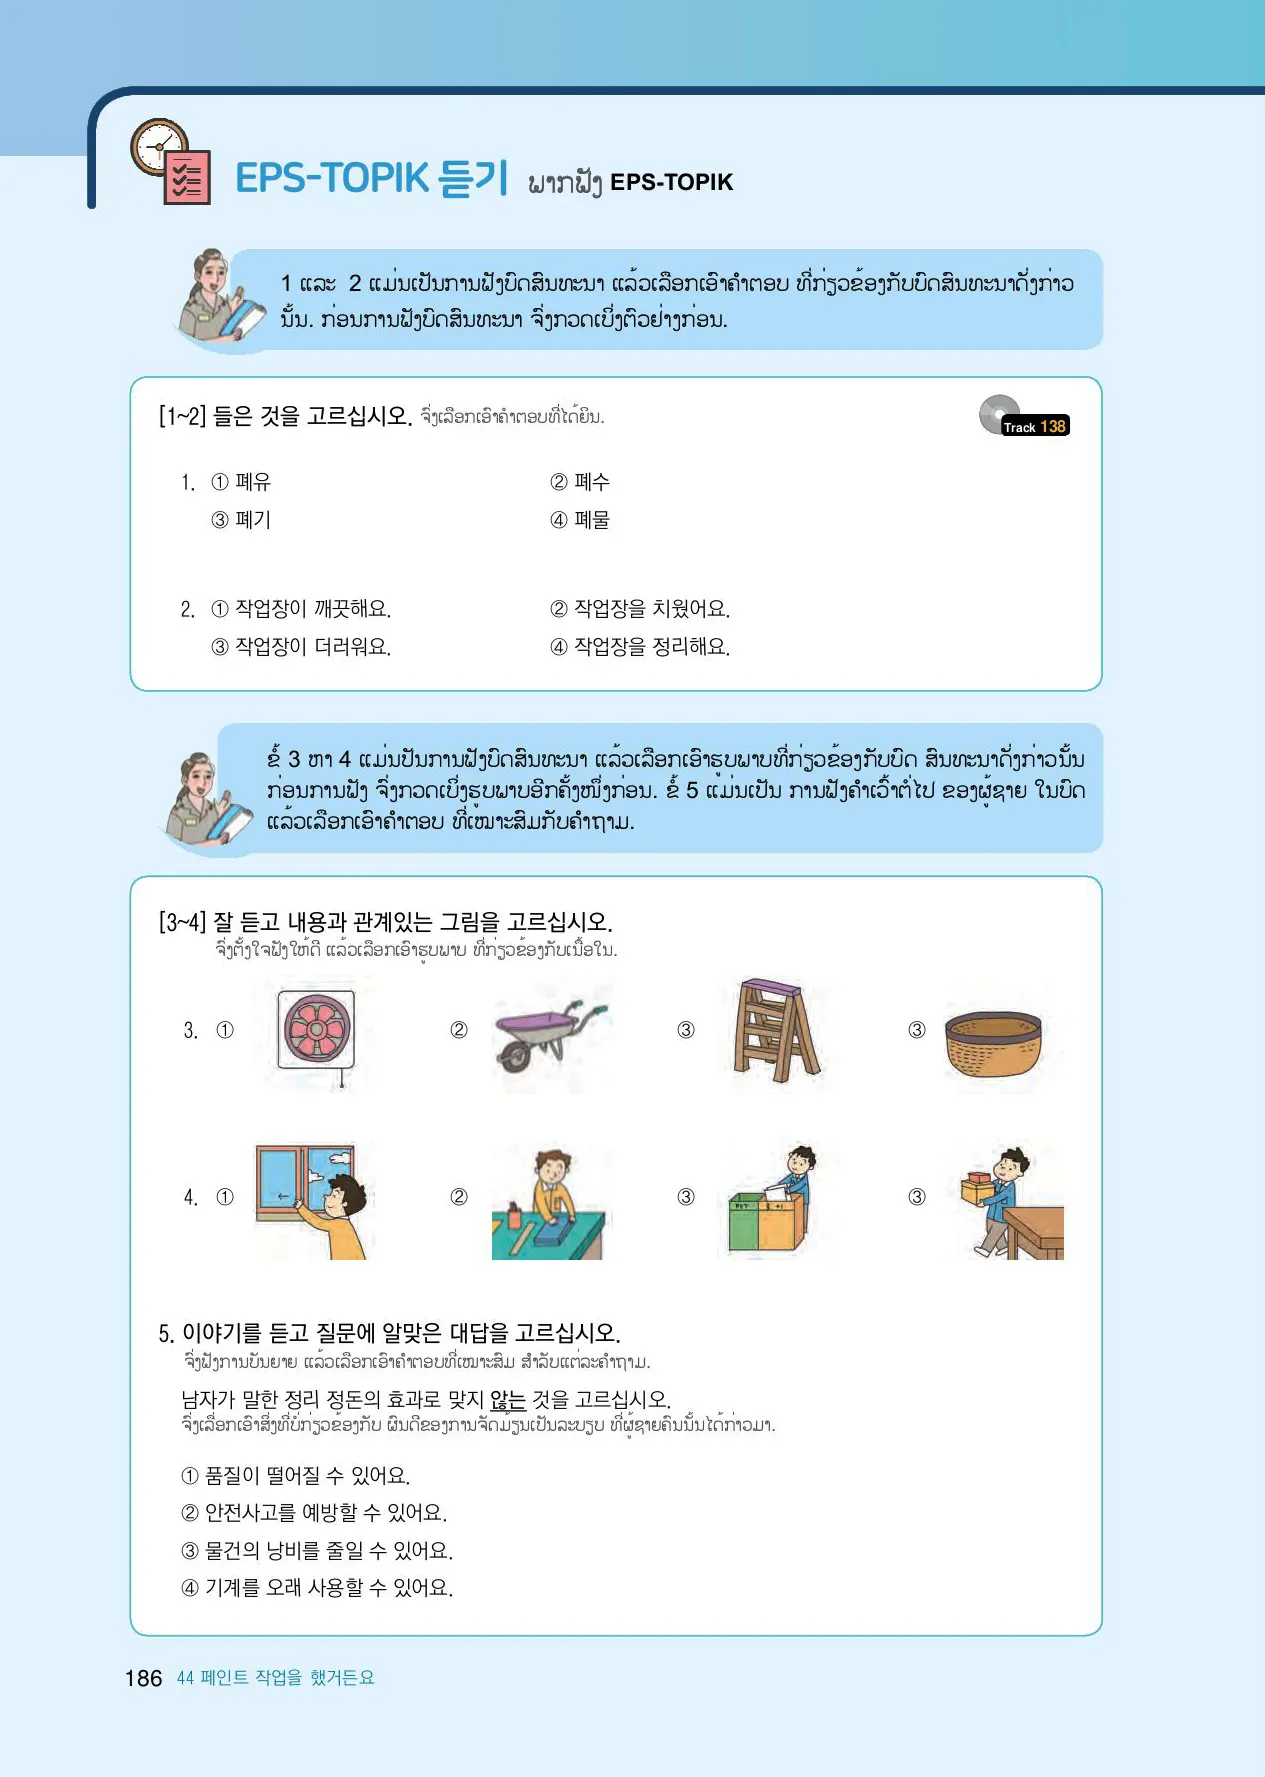 EPS-TOPIK 듣기 ພາກຟັງ EPS-TOPIK
1 ແລະ 2 ແມ່ນເປັນການຟັງບົດສົນທະນາ ແລ້ວເລືອກເອົາຄຳຕອບ ທີ່ກ່ຽວຂ້ອງກັບບົດສົນທະນາດັ່ງກ່າວ
ນັ້ນ. ກ່ອນການຟັງບົດສົນທະນາ ຈົ່ງກວດເບິ່ງຕົວຢ່າງກ່ອນ.
[1~2] 들은 것을 고르십시오. ຈົ່ງເລືອກເອົາຄຳຕອບທີ່ໄດ້ຍິນ.
Track 138
1. ① 폐유 ② 폐수
③ 폐기 ④ 폐물
2. ① 작업장이 깨끗해요. ② 작업장을 치웠어요.
③ 작업장이 더러워요. ④ 작업장을 정리해요.
ຂໍ້ 3 ຫາ 4 ແມ່ນປັນການຟັງບົດສົນທະນາ ແລ້ວເລືອກເອົາຮູບພາບທີ່ກ່ຽວຂ້ອງກັບບົດ ສົນທະນາດັ່ງກ່າວນັ້ນ
ກ່ອນການຟັງ ຈົ່ງກວດເບິ່ງຮູບພາບອີກຄັ້ງໜຶ່ງກ່ອນ. ຂໍ້ 5 ແມ່ນເປັນ ການຟັງຄຳເວົ້າຕໍ່ໄປ ຂອງຜູ້ຊາຍ ໃນບົດ
ແລ້ວເລືອກເອົາຄຳຕອບ ທີ່ເໝາະສົມກັບຄຳຖາມ.
[3~4] 잘 듣고 내용과 관계있는 그림을 고르십시오.
ຈົ່ງຕັ້ງໃຈຟັງໃຫ້ດີ ແລ້ວເລືອກເອົາຮູບພາບ ທີ່ກ່ຽວຂ້ອງກັບເນື້ອໃນ.
3. ① ② ③ ③
4. ① ② ③ ③
5. 이야기를 듣고 질문에 알맞은 대답을 고르십시오.
ຈົ່ງຟັງການບັນຍາຍ ແລ້ວເລືອກເອົາຄຳຕອບທີ່ເໝາະສົມ ສຳລັບແຕ່ລະຄຳຖາມ.
남자가 말한 정리 정돈의 효과로 맞지 않는 것을 고르십시오.
ຈົ່ງເລື່ອກເອົາສິ່ງທີ່ບໍ່ກ່ຽວຂ້ອງກັບ ຜົນດີຂອງການຈັດມ້ຽນເປັນລະບຽບ ທີ່ຜູ້ຊາຍຄົນນັ້ນໄດ້ກ່າວມາ.
① 품질이 떨어질 수 있어요.
② 안전사고를 예방할 수 있어요.
③ 물건의 낭비를 줄일 수 있어요.
④ 기계를 오래 사용할 수 있어요.
186 44 페인트 작업을 했거든요